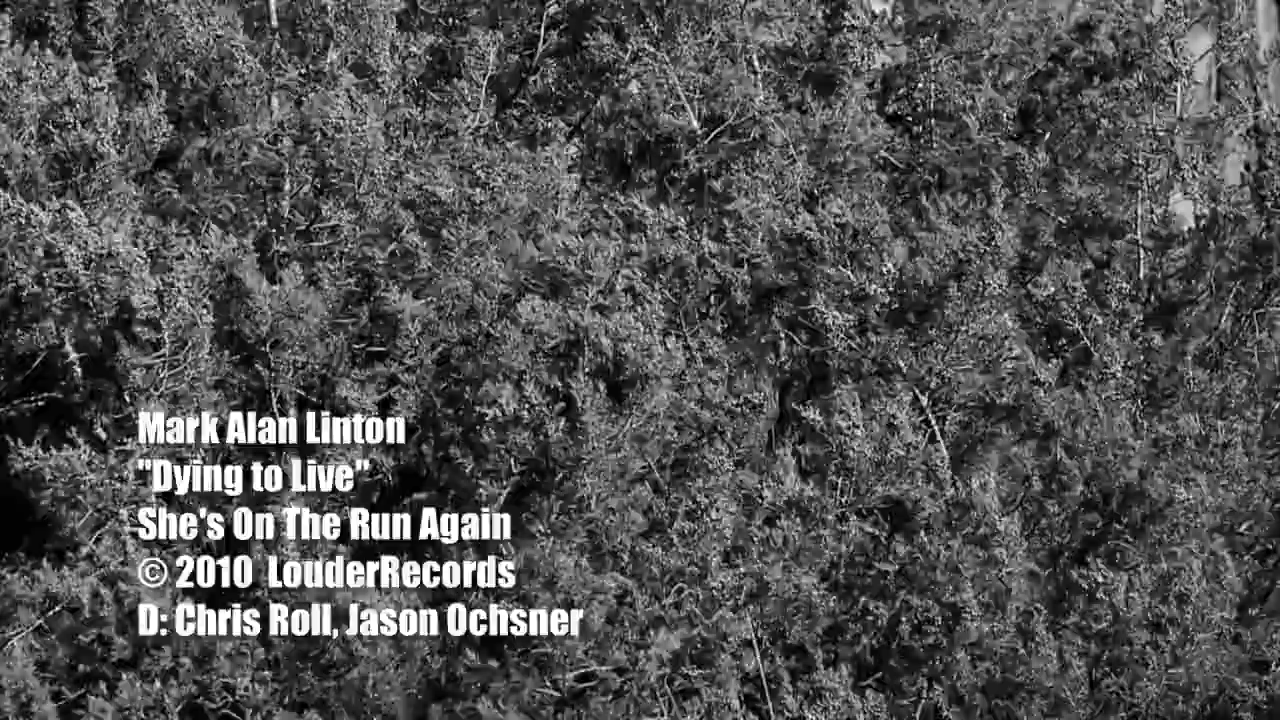 Mark Alan Linton
"Dying to Live"
She's On The Run Again
© 2010 LouderRecords
D: Chris Roll, Jason Ochsner